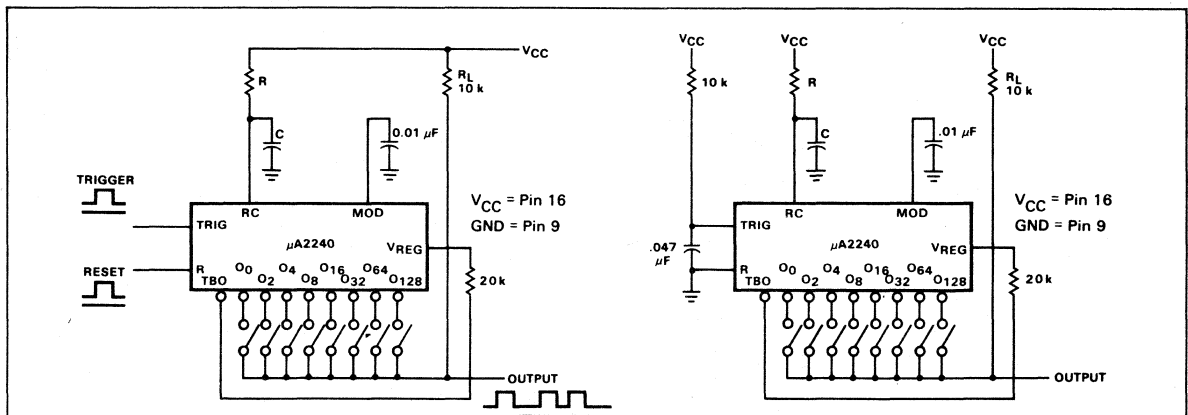 VCC
R
RL
10 k
C
0.01 µF
TRIGGER
RC
MOD
TRIG
VCC = Pin 16
GND = Pin 9
µA2240
VREG
RESET
R
TBO
O0
O2
O4
O8
O16
O32
O64
O128
20 k
OUTPUT
VCC
VCC
VCC
10 k
R
RL
10 k
C
.01 µF
RC
MOD
TRIG
VCC = Pin 16
GND = Pin 9
µA2240
VREG
.047
µF
R
TBO
O0
O2
O4
O8
O16
O32
O64
O128
20 k
OUTPUT